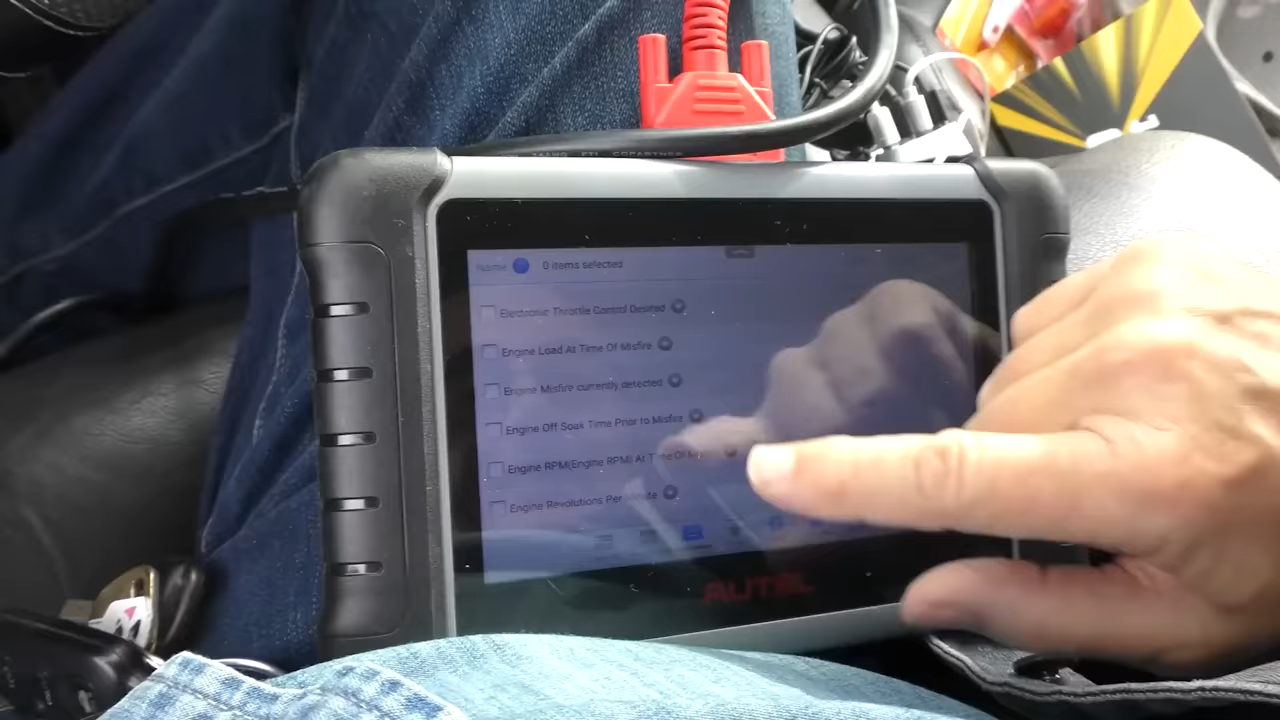 Name 0 items selected
Electronic Throttle Control Desired
Engine Load At Time Of Misfire
Engine Misfire currently detected
Engine Off Soak Time Prior to Misfire
Engine RPM(Engine RPM) At Time Of
Engine Revolutions Per Minute
AUTEL